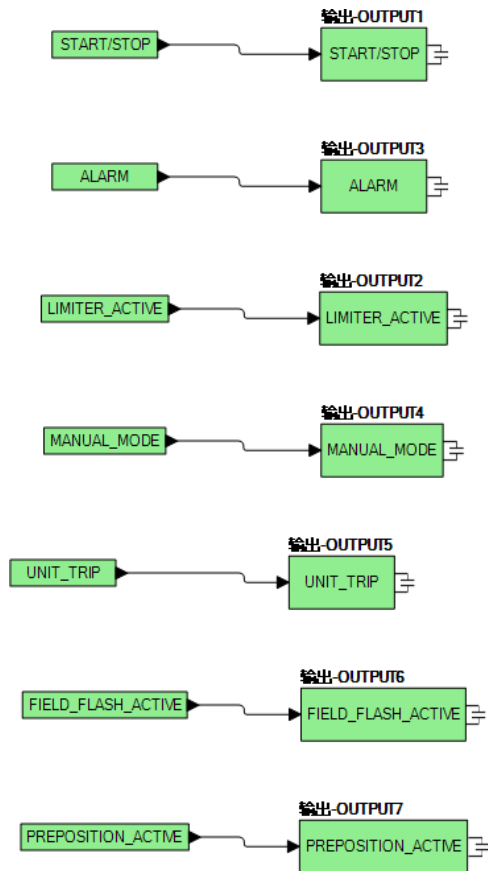 输出-OUTPUT1
START/STOP
START/STOP
输出-OUTPUT3
ALARM
ALARM
输出-OUTPUT2
LIMITER_ACTIVE
LIMITER_ACTIVE
输出-OUTPUT4
MANUAL_MODE
MANUAL_MODE
输出-OUTPUT5
UNIT_TRIP
UNIT_TRIP
输出-OUTPUT6
FIELD_FLASH_ACTIVE
FIELD_FLASH_ACTIVE
输出-OUTPUT7
PREPOSITION_ACTIVE
PREPOSITION_ACTIVE